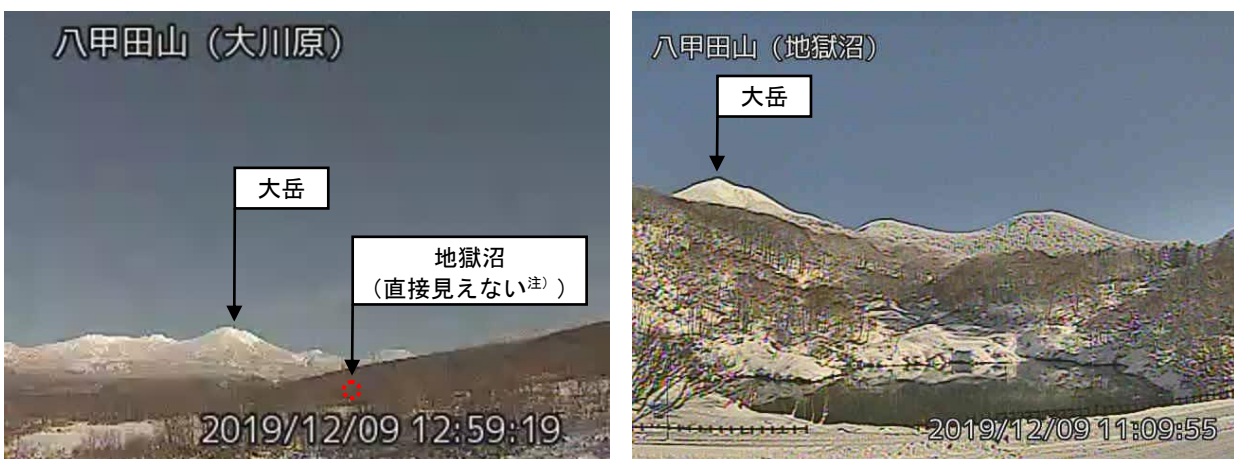 八甲田山（大川原）
大岳
地獄沼
（直接見えない注））
2019/12/09 12:59:19
八甲田山（地獄沼）
大岳
2019/12/09 11:09:55